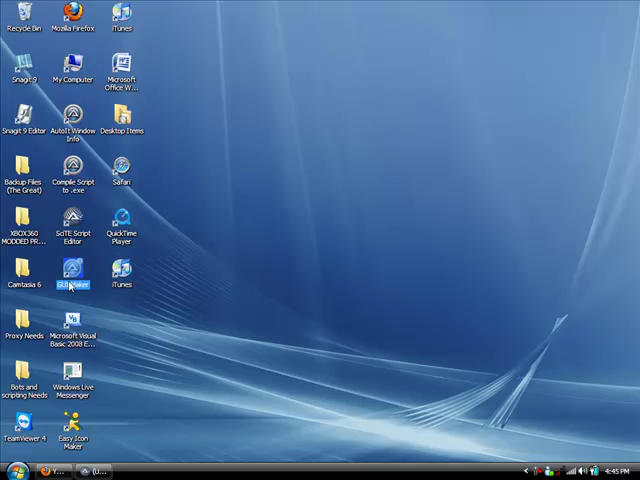 Recycle Bin
Mozilla Firefox
iTunes
Snagit 9
My Computer
Microsoft
Office W...
Snagit 9 Editor
AutoIt Window
Info
Desktop Items
Backup Files
(The Great)
Compile Script
to .exe
Safari
XBOX360
MODDED PR...
SciTE Script
Editor
QuickTime
Player
Camtasia 6
GUI Maker
iTunes
Proxy Needs
Microsoft Visual
Basic 2008 E...
Bots and
scripting Needs
Windows Live
Messenger
TeamViewer 4
Easy Icon
Maker
Y...
(U...
4:45 PM